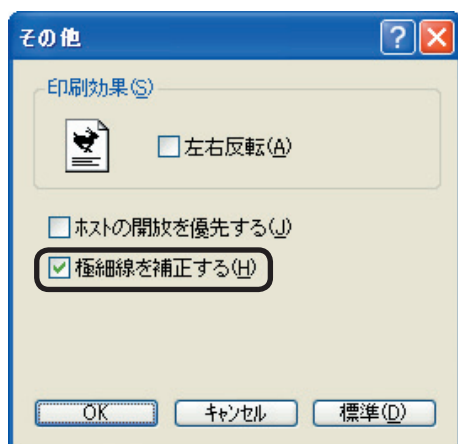 その他
印刷効果(S)
左右反転(A)
ホストの開放を優先する(J)
極細線を補正する(H)
OK キャンセル 標準(D)